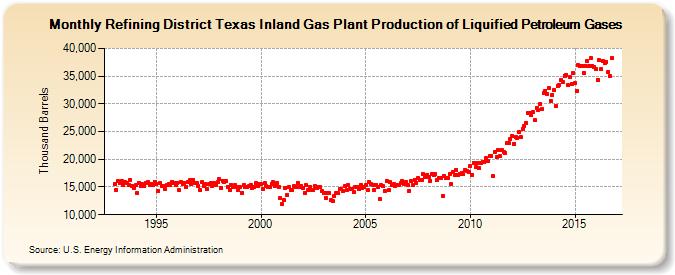 Monthly Refining District Texas Inland Gas Plant Production of Liquified Petroleum Gases
Thousand Barrels
40,000
35,000
30,000
25,000
20,000
15,000
10,000
1995 2000 2005 2010 2015
Source: U.S. Energy Information Administration